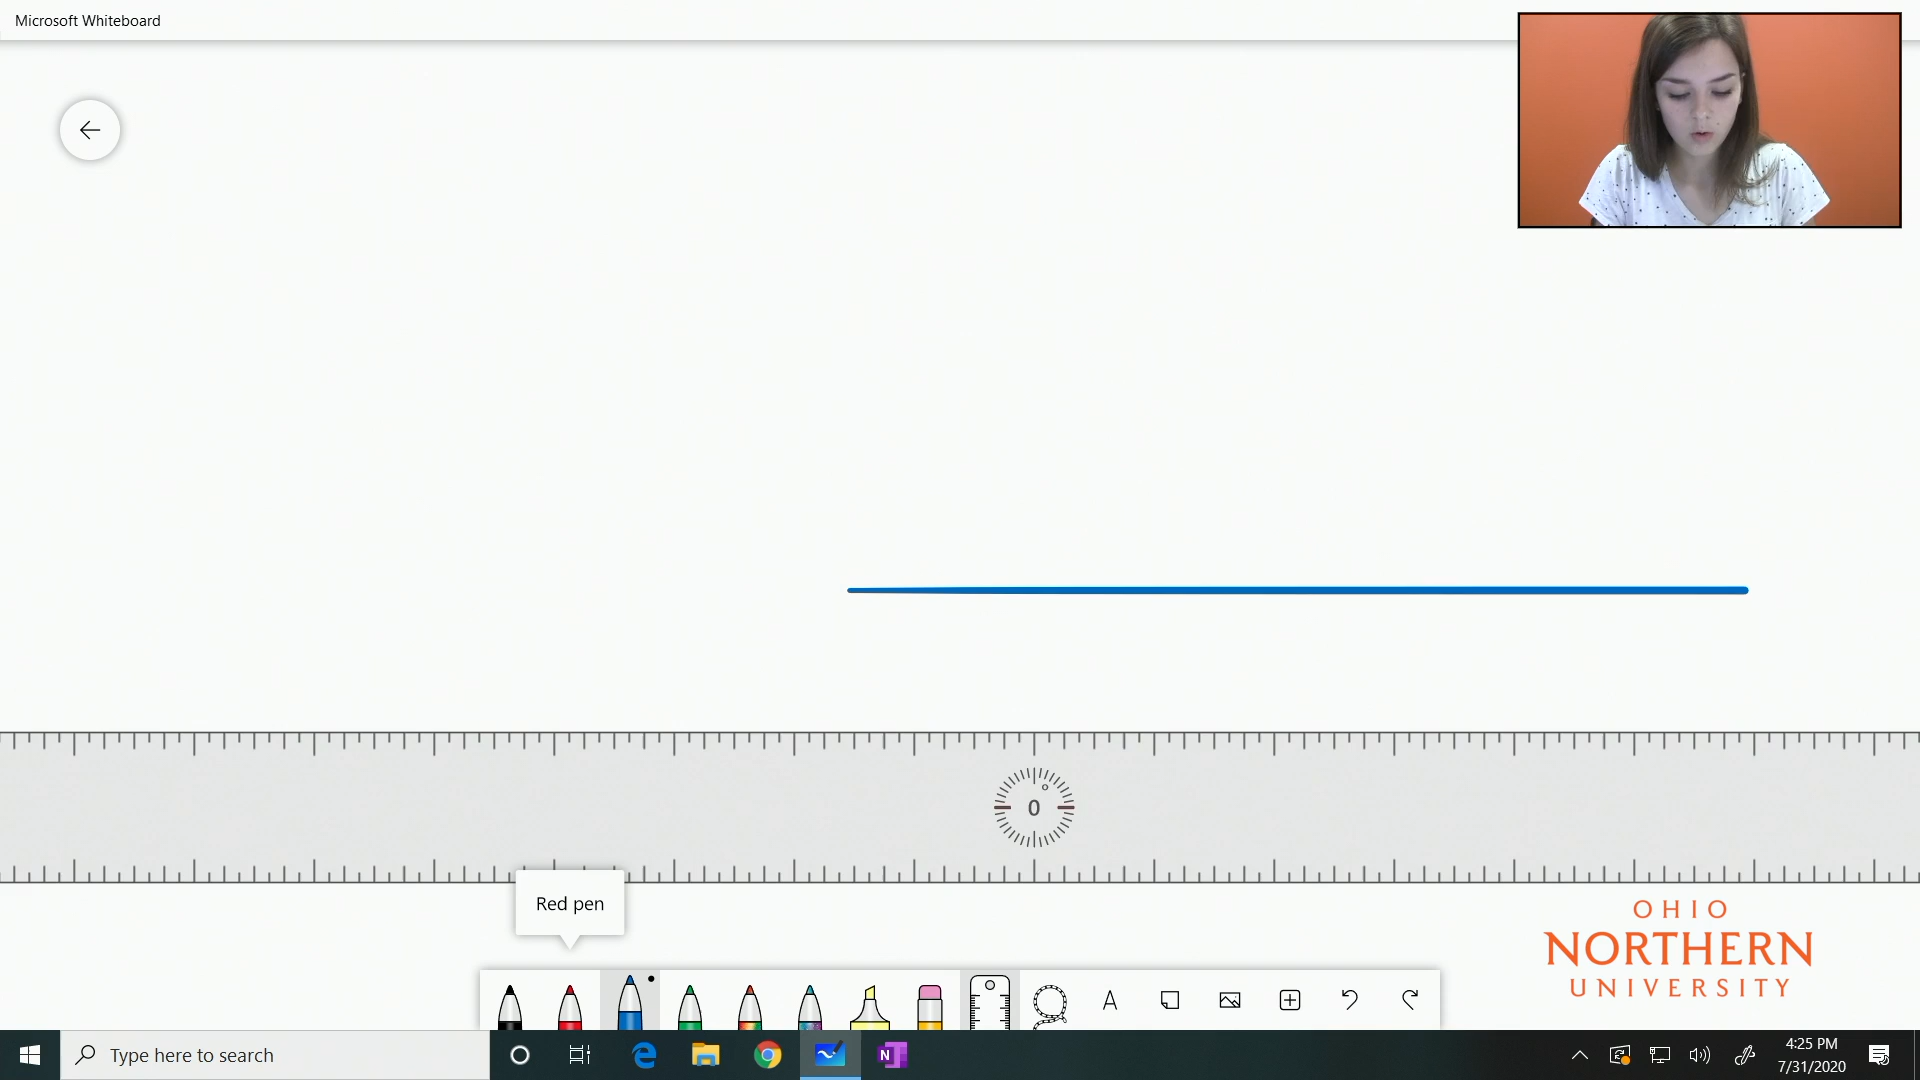 Microsoft Whiteboard
0°
Red pen
OHIO
NORTHERN
UNIVERSITY
A
Type here to search
N
4:25 PM
7/31/2020